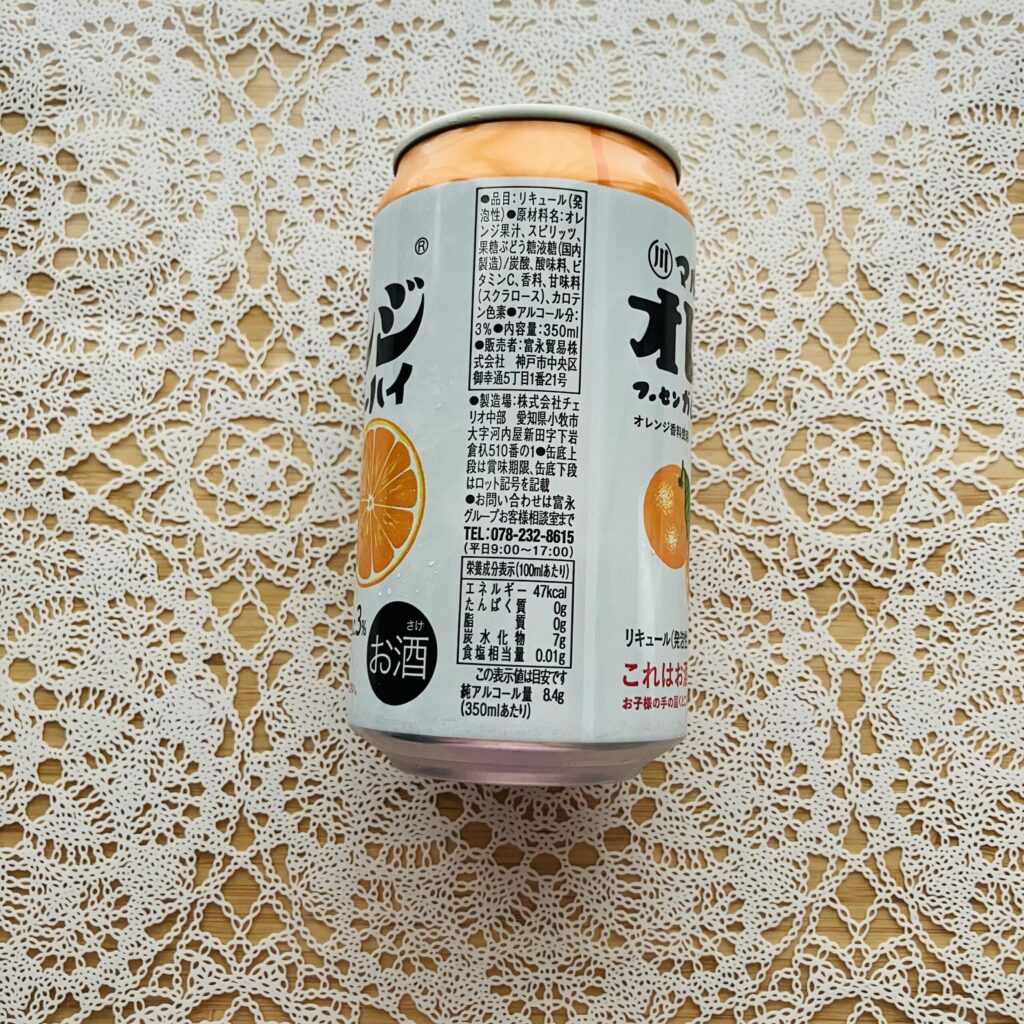 ®
ジ
ハイ
3%
さけ
お酒
●品目:リキュール(発
泡性)●原材料名:オレ
ンジ果汁、スピリッツ、
果糖ぶどう糖液糖(国内
製造)/炭酸、酸味料、ビ
タミンC、香料、甘味料
(スクラロース)、カロテ
ン色素●アルコール分:
3%●内容量:350ml
●販売者:富永貿易株
式会社 神戸市中央区
御幸通5丁目1番21号
●製造場:株式会社チェ
リオ中部 愛知県小牧市
大字河内屋新田字下岩
倉杁510番の1●缶底上
段は賞味期限、缶底下段
はロット記号を記載
●お問い合わせは富永
グループお客様相談室まで
TEL:078-232-8615
(平日9:00〜17:00)
栄養成分表示(100mlあたり)
エネルギー 47kcal
たんぱく質 0g
脂質 0g
炭水化物 7g
食塩相当量 0.01g
この表示値は目安です
純アルコール量 8.4g
(350mlあたり)
川 マ
オレ
フーセンガ
オレンジ香料使用
リキュール(発泡
これはお酒
お子様の手の届く